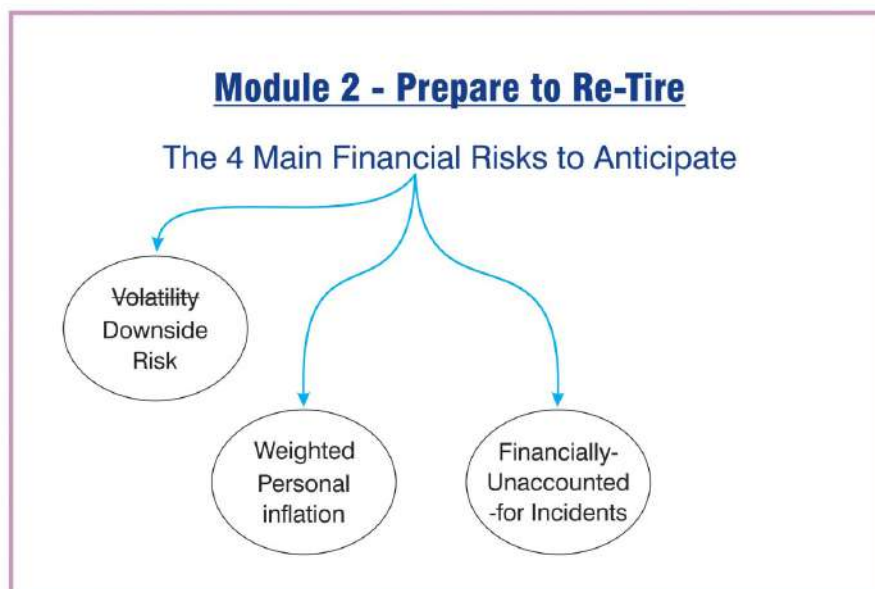 Module 2 - Prepare to Re-Tire
The 4 Main Financial Risks to Anticipate
Volatility
Downside
Risk
Weighted
Personal
inflation
Financially-
Unaccounted
-for Incidents